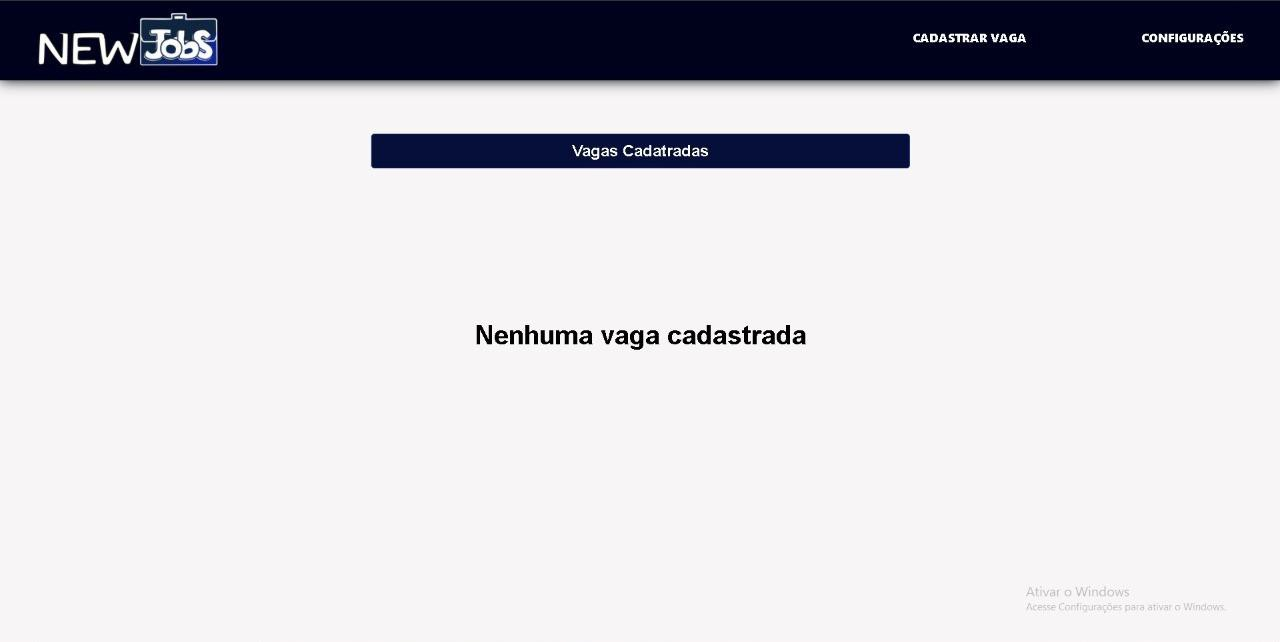 NEW JobS
CADASTRAR VAGA
CONFIGURAÇÕES
Vagas Cadatradas
Nenhuma vaga cadastrada
Ativar o Windows
Acesse Configurações para ativar o Windows.